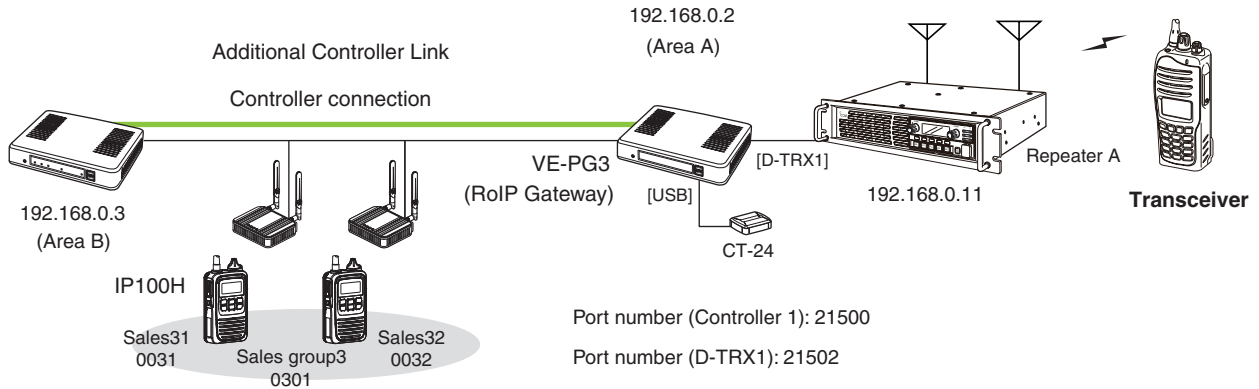 192.168.0.2
(Area A)
Additional Controller Link
Controller connection
VE-PG3
(RoIP Gateway)
[D-TRX1]
[USB]
CT-24
Repeater A
192.168.0.11
Transceiver
192.168.0.3
(Area B)
IP100H
Sales31
0031
Sales group3
0301
Sales32
0032
Port number (Controller 1): 21500
Port number (D-TRX1): 21502